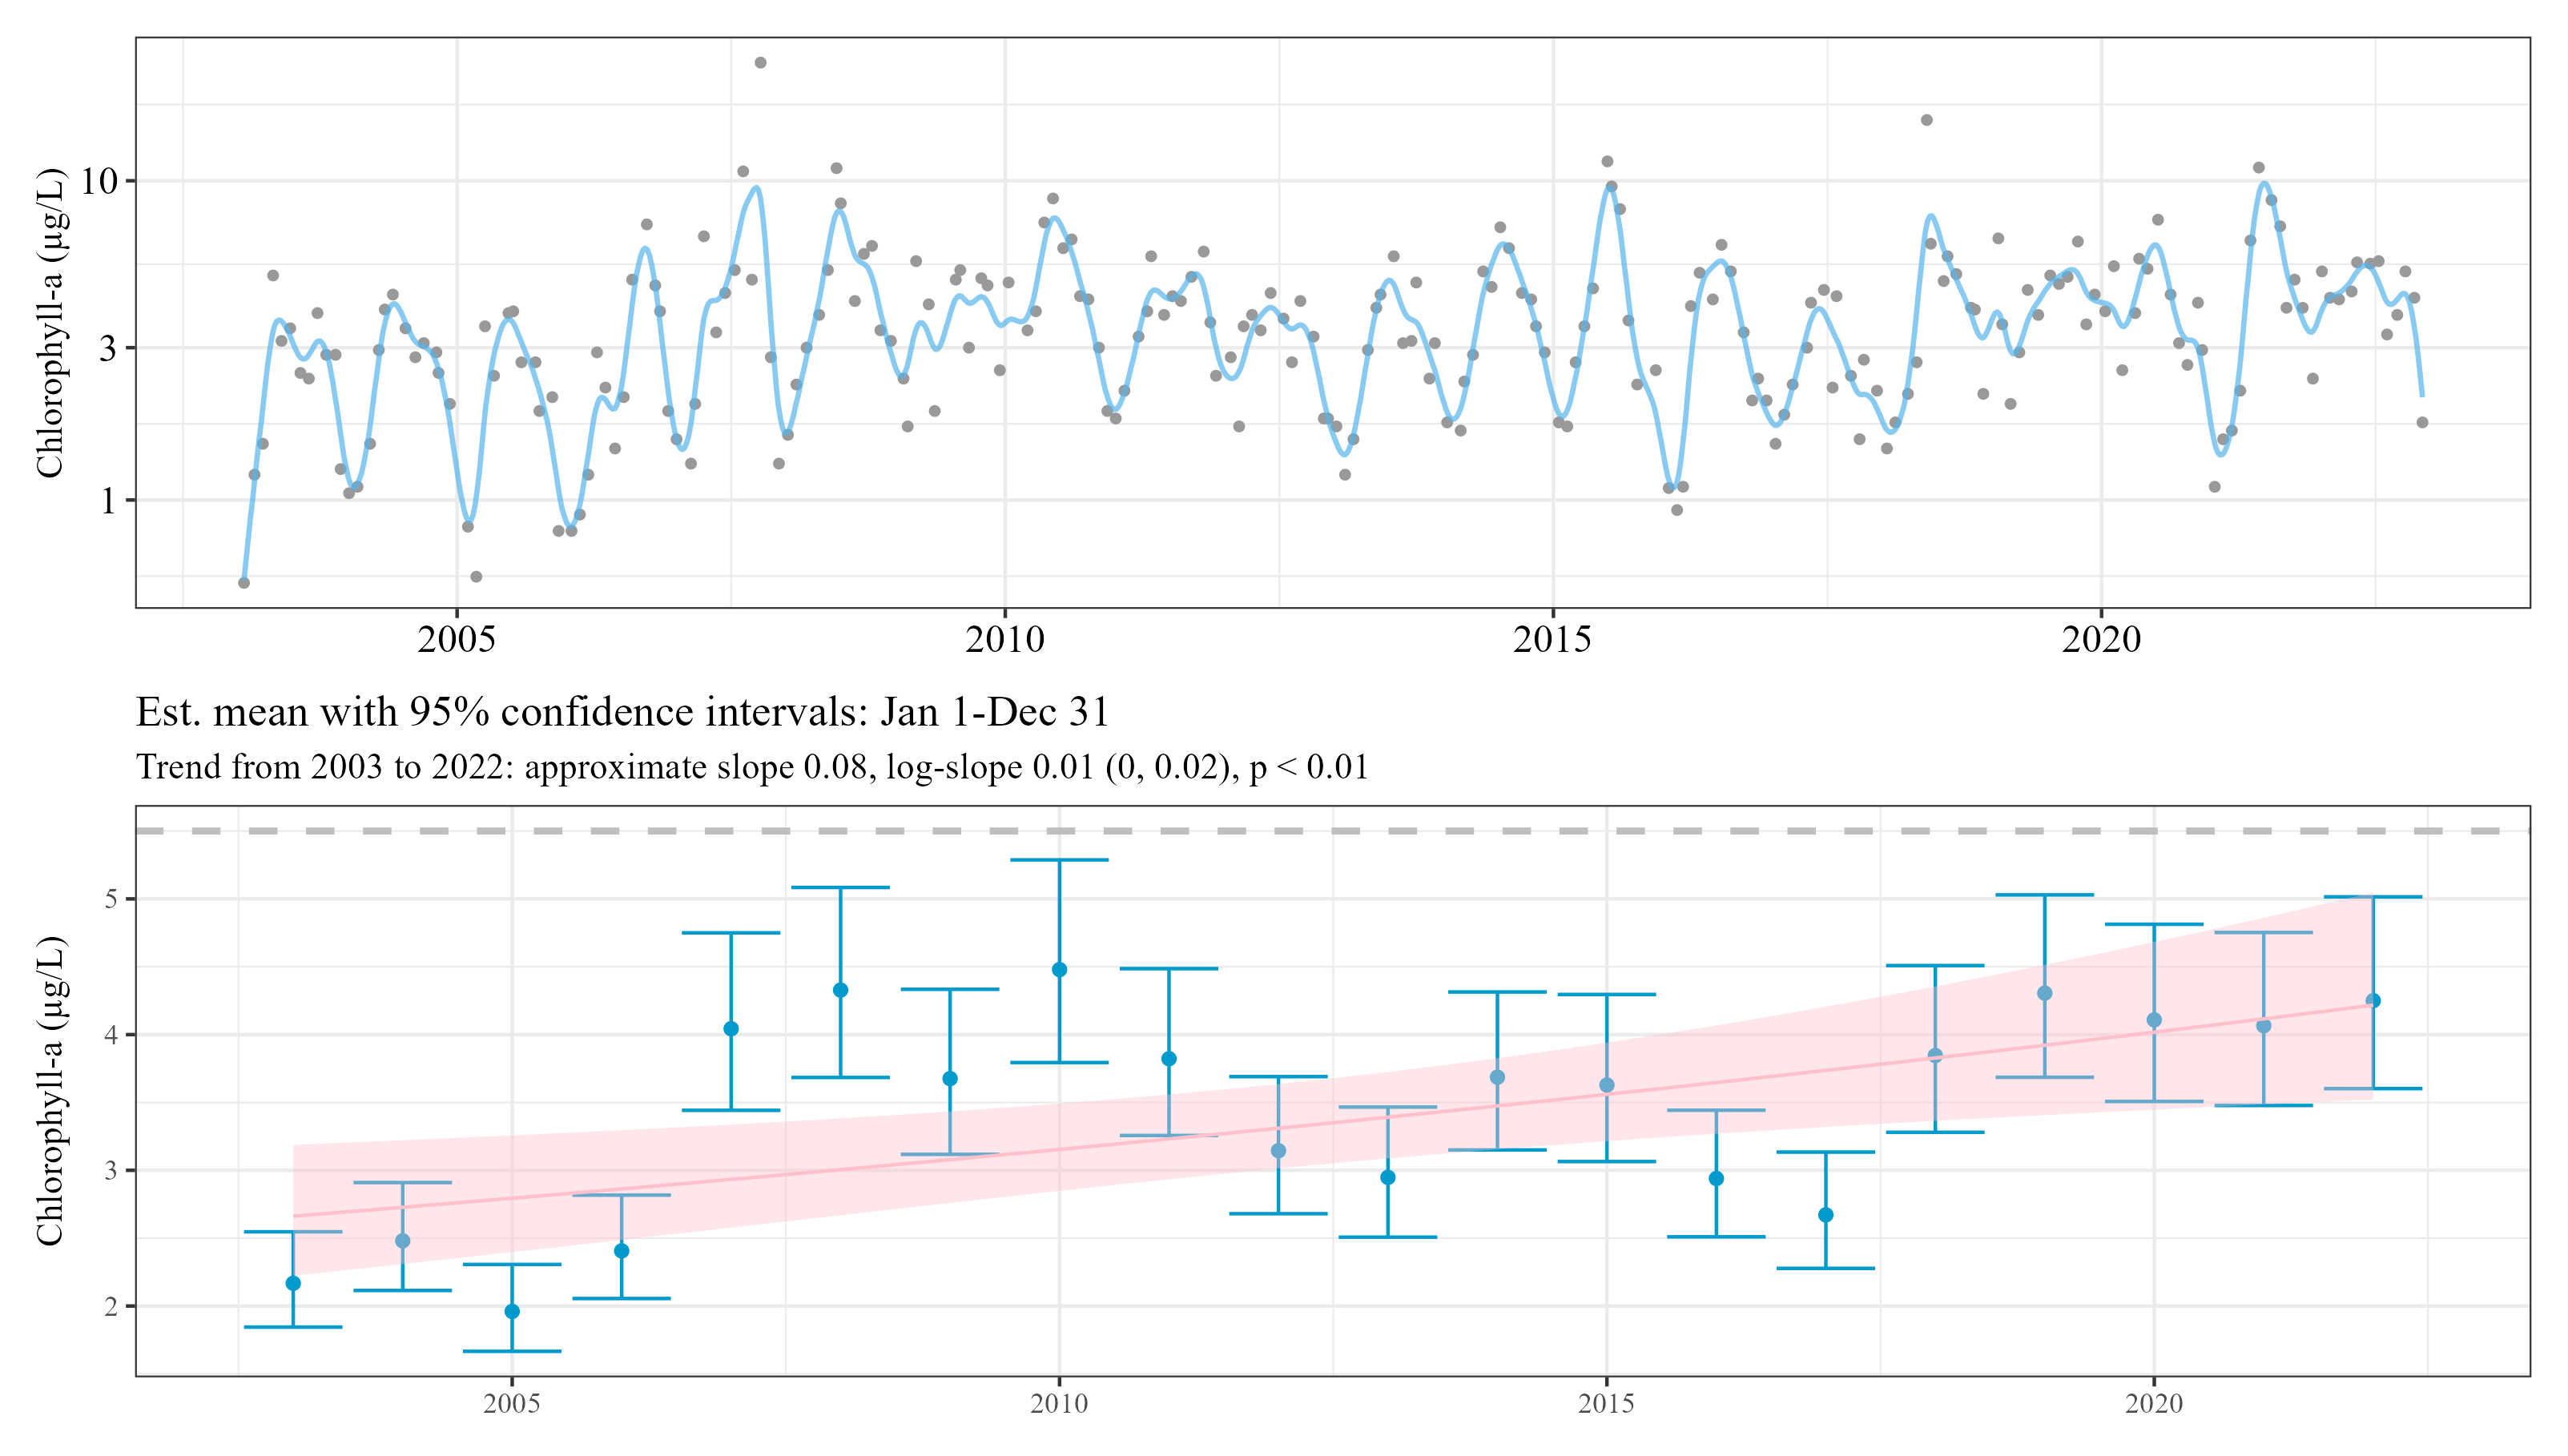 Chlorophyll-a (µg/L)
10
3
1
2005 2010 2015 2020
Est. mean with 95% confidence intervals: Jan 1-Dec 31
Trend from 2003 to 2022: approximate slope 0.08, log-slope 0.01 (0, 0.02), p < 0.01
Chlorophyll-a (µg/L)
5
4
3
2
2005 2010 2015 2020